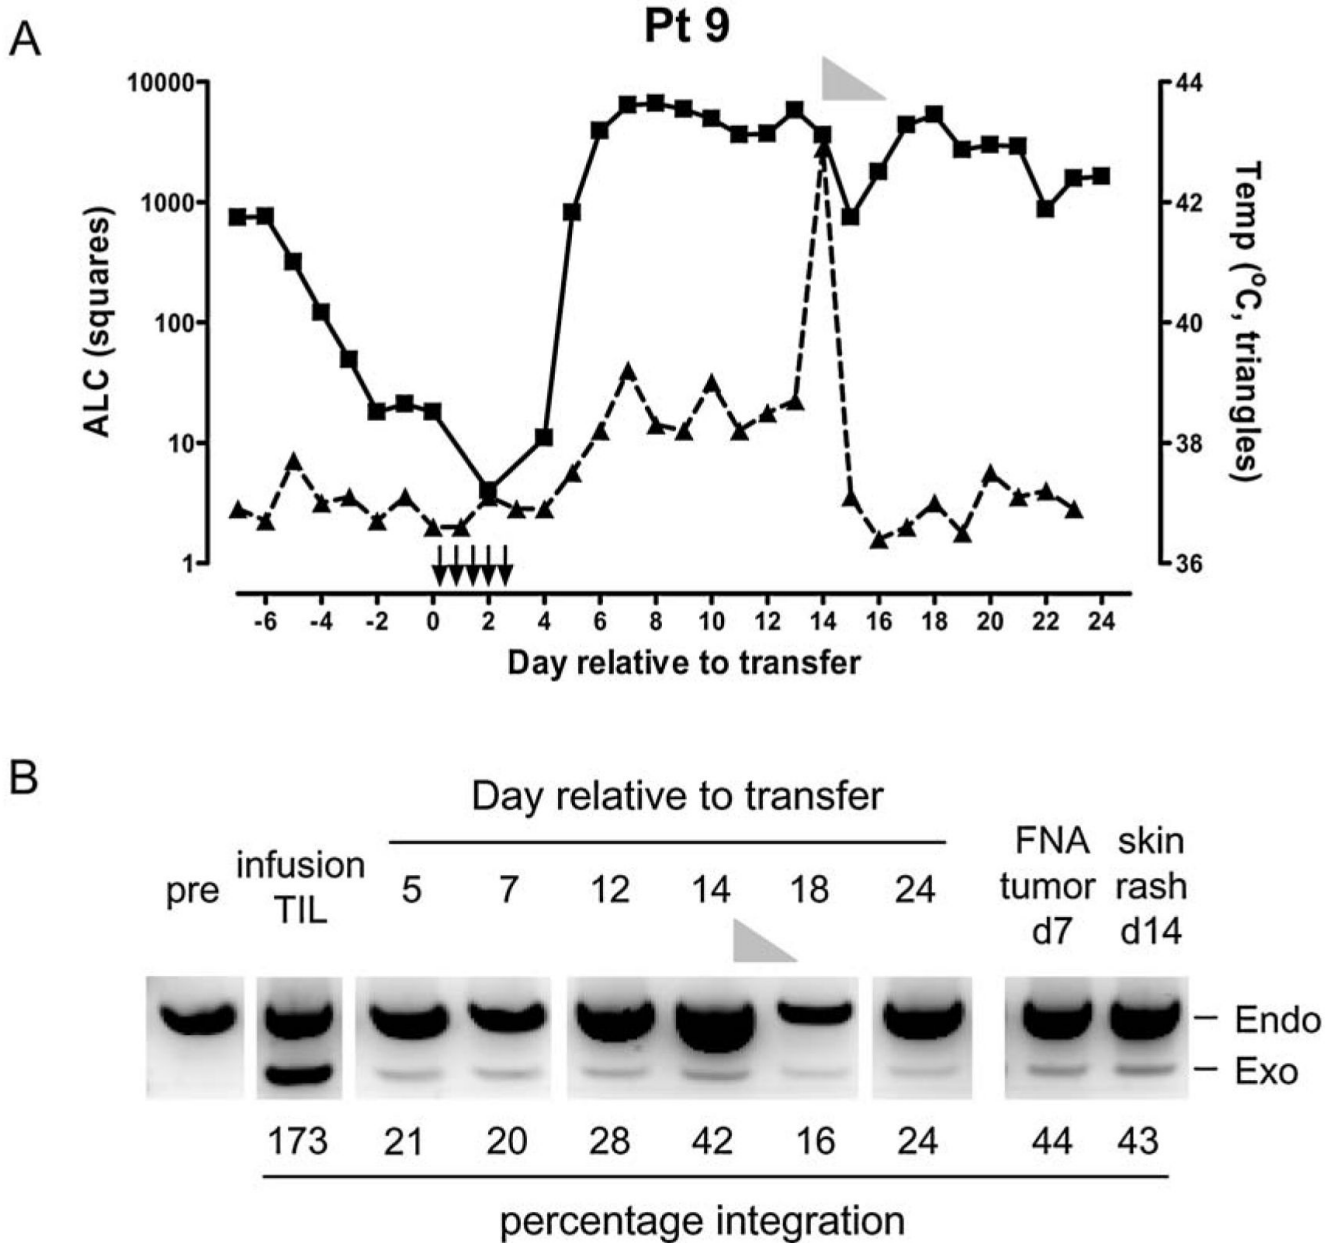 A
Pt 9
10000
1000
100
10
1
ALC (squares)
44
42
40
38
36
Temp (⁰C, triangles)
-6 -4 -2 0 2 4 6 8 10 12 14 16 18 20 22 24
Day relative to transfer
B
Day relative to transfer
pre
infusion
TIL
5 7 12 14 18 24
FNA
tumor
d7
skin
rash
d14
Endo
Exo
173 21 20 28 42 16 24 44 43
percentage integration